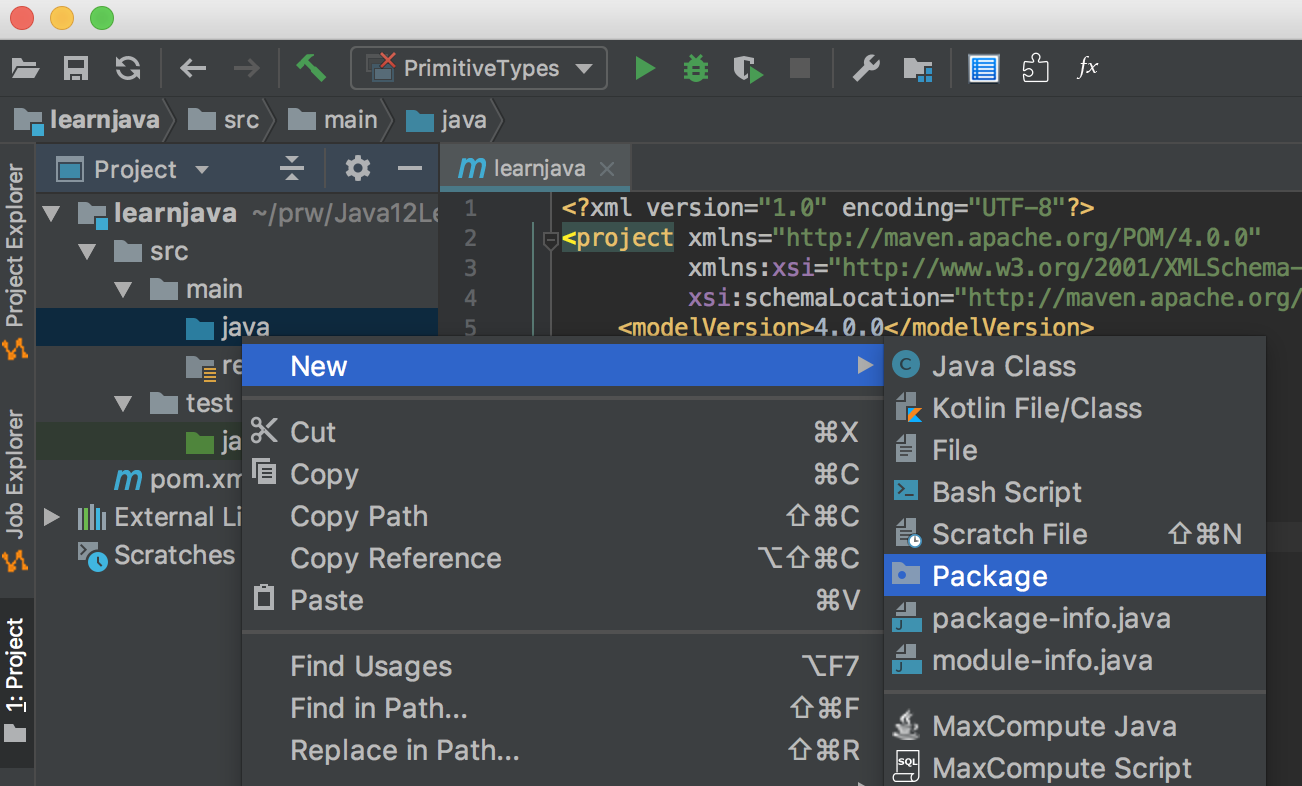 PrimitiveTypes
fx
learnjava
src
main
java
Project
learnjava
learnjava ~/prw/Java12Le
src
main
java
re
test
ja
pom.xm
External Li
Scratches
Project Explorer
Job Explorer
1: Project
1 <?xml version="1.0" encoding="UTF-8"?>
2 <project xmlns="http://maven.apache.org/POM/4.0.0"
3 xmlns:xsi="http://www.w3.org/2001/XMLSchema-
4 xsi:schemaLocation="http://maven.apache.org/
5 <modelVersion>4.0.0</modelVersion>
New
Cut ⌘X
Copy ⌘C
Copy Path ⇧⌘C
Copy Reference ⌥⇧⌘C
Paste ⌘V
Find Usages ⌥F7
Find in Path... ⇧⌘F
Replace in Path... ⇧⌘R
Java Class
Kotlin File/Class
File
Bash Script
Scratch File ⇧⌘N
Package
package-info.java
module-info.java
MaxCompute Java
MaxCompute Script